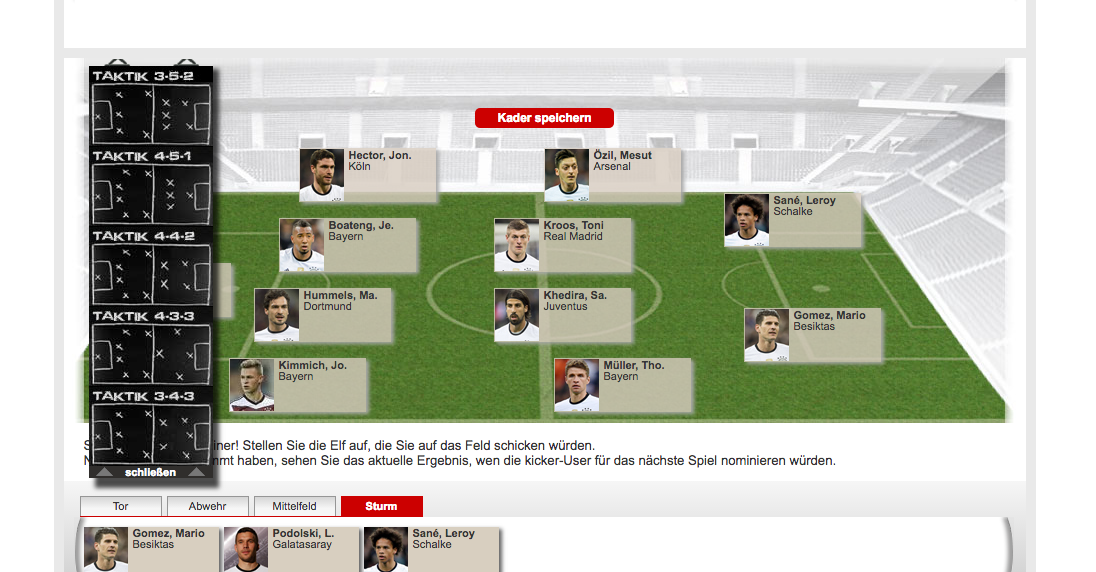 TAKTIK 3-5-2
TAKTIK 4-5-1
TAKTIK 4-4-2
TAKTIK 4-3-3
TAKTIK 3-4-3
schließen
Kader speichern
Hector, Jon.
Köln
Özil, Mesut
Arsenal
Sané, Leroy
Schalke
Boateng, Je.
Bayern
Kroos, Toni
Real Madrid
Hummels, Ma.
Dortmund
Khedira, Sa.
Juventus
Gomez, Mario
Besiktas
Kimmich, Jo.
Bayern
Müller, Tho.
Bayern
iner! Stellen Sie die Elf auf, die Sie auf das Feld schicken würden.
mmt haben, sehen Sie das aktuelle Ergebnis, wen die kicker-User für das nächste Spiel nominieren würden.
Tor
Abwehr
Mittelfeld
Sturm
Gomez, Mario
Besiktas
Podolski, L.
Galatasaray
Sané, Leroy
Schalke